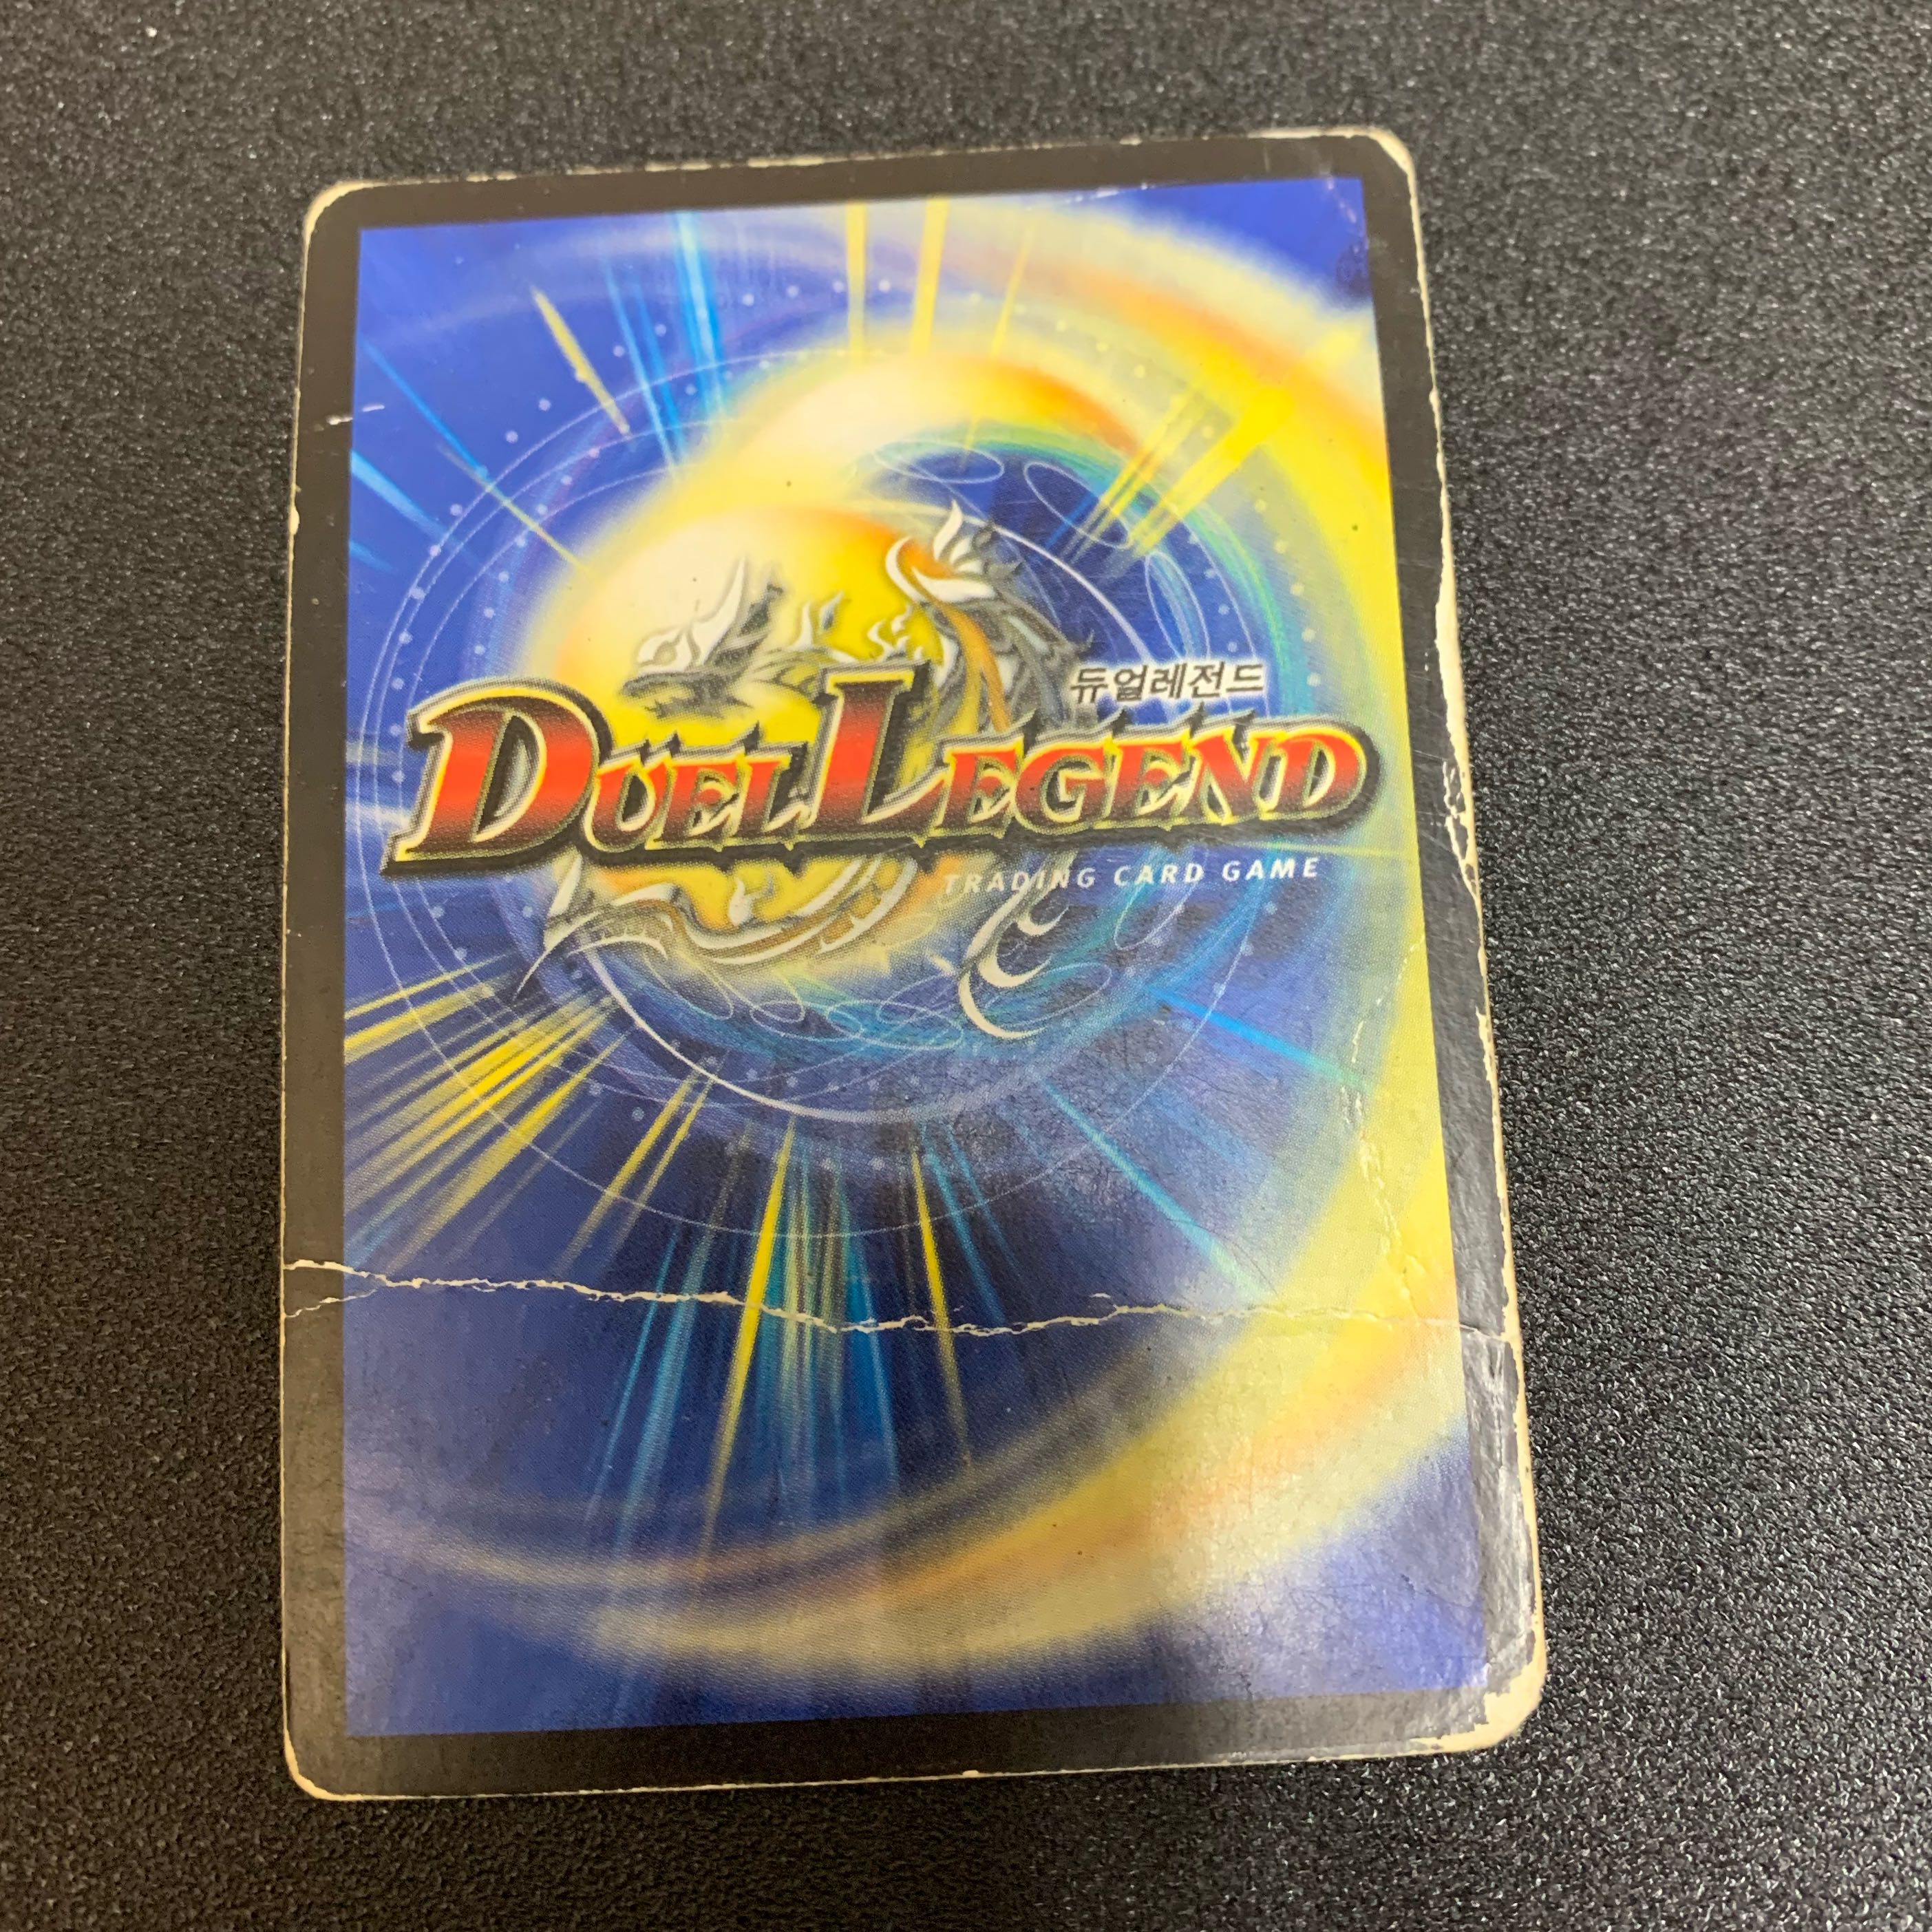 듀얼레전드
DUEL LEGEND
TRADING CARD GAME